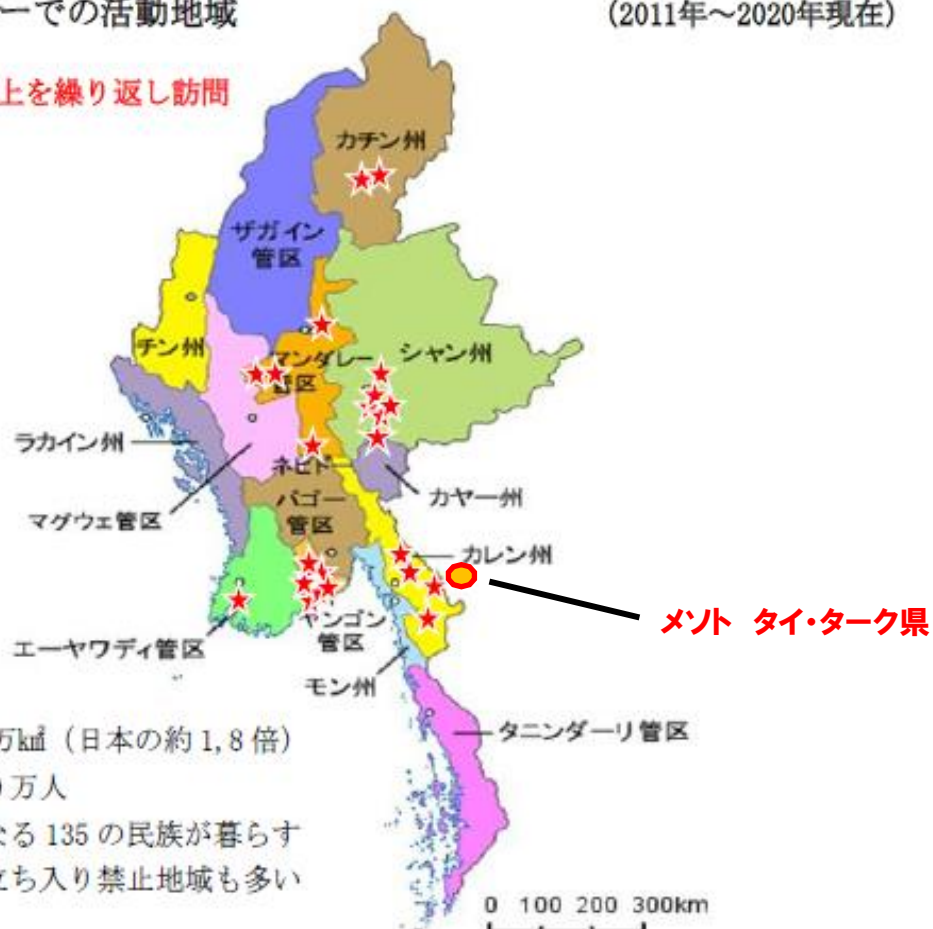 ーでの活動地域
(2011年～2020年現在)
上を繰り返し訪問
カチン州
ザガイン
管区
チン州
マンダレー
管区
シャン州
ラカイン州
ネピドー
カヤー州
マグウェ管区
バゴー
管区
カレン州
メソト タイ・ターク県
ヤンゴン
管区
エーヤワディ管区
モン州
タニンダーリ管区
万㎢（日本の約1,8倍）
万人
なる135の民族が暮らす
立ち入り禁止地域も多い
0 100 200 300km